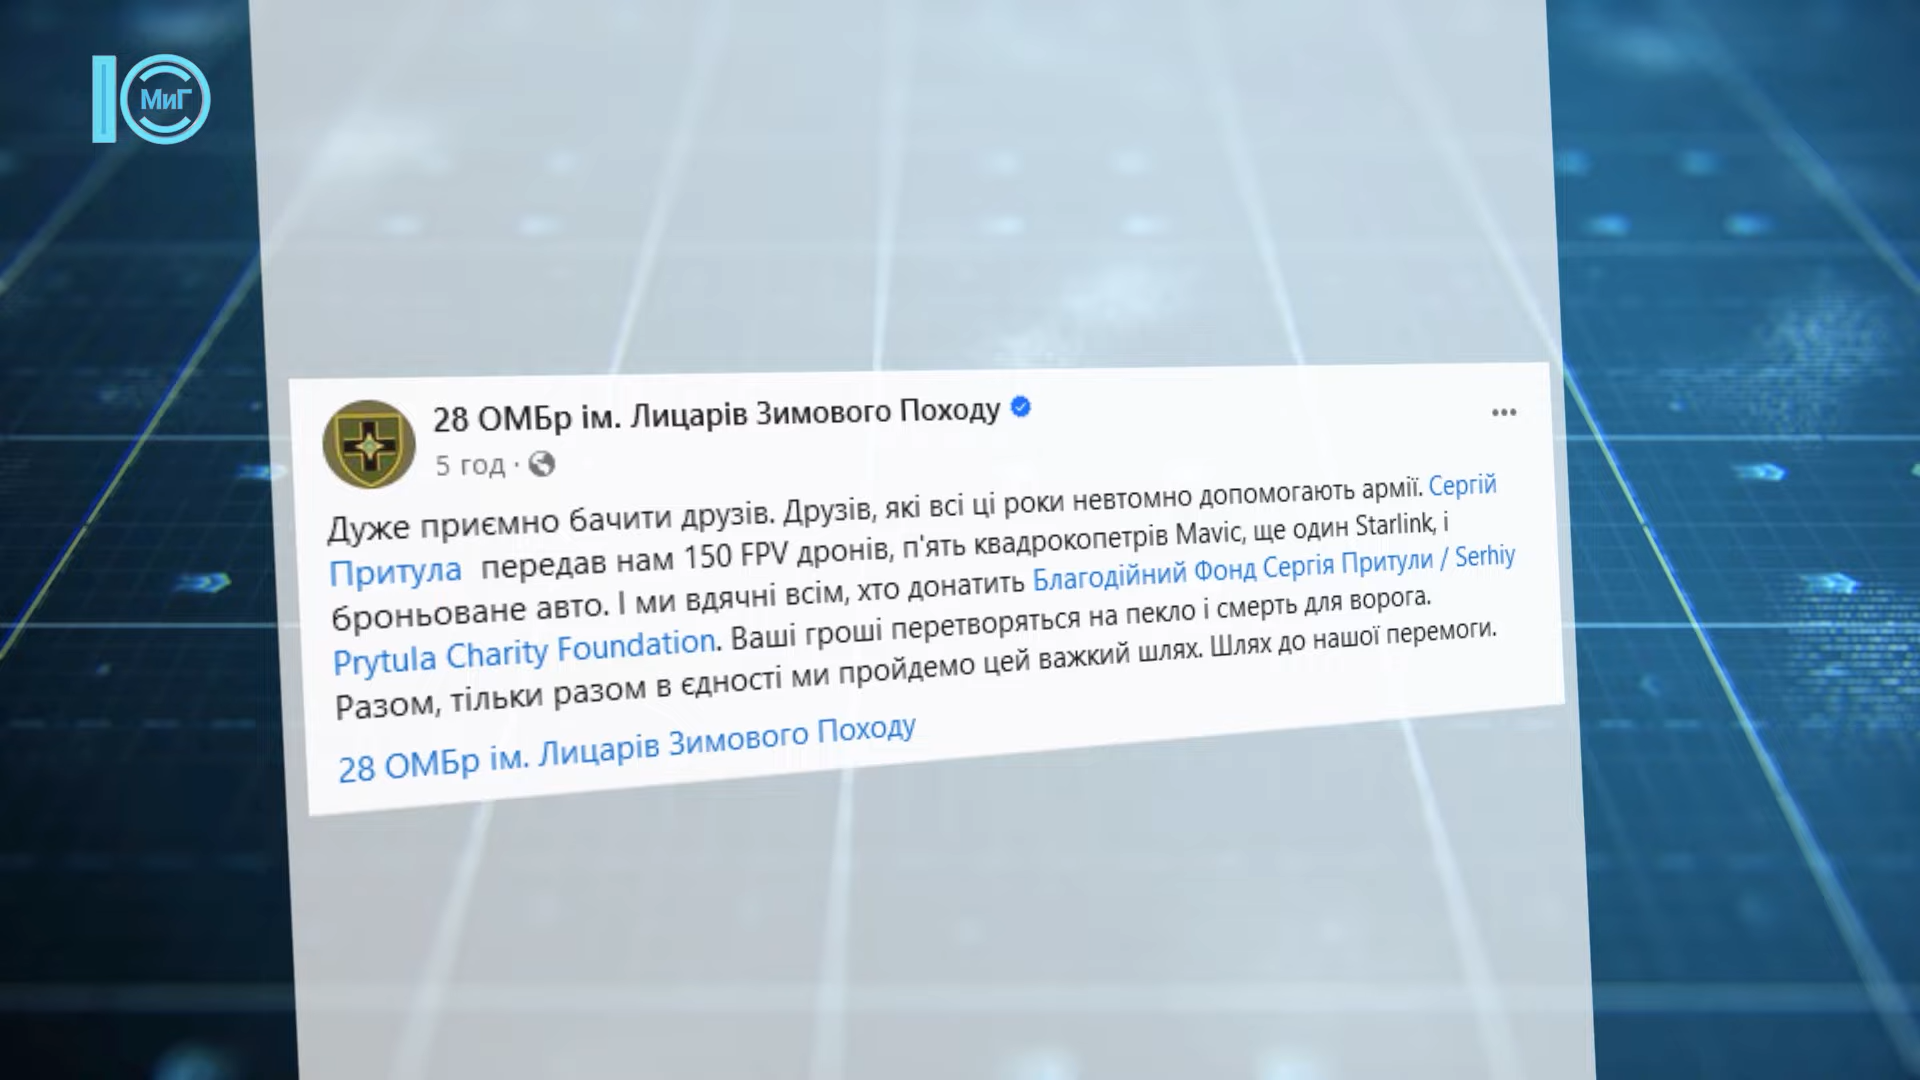 МиГ
28 ОМБр ім. Лицарів Зимового Походу
5 год ·
Дуже приємно бачити друзів. Друзів, які всі ці роки невтомно допомогають армії. Сергій
Притула передав нам 150 FPV дронів, п'ять квадрокопетрів Mavic, ще один Starlink, і
броньоване авто. І ми вдячні всім, хто донатить Благодійний Фонд Сергія Притули / Serhiy
Prytula Charity Foundation. Ваші гроші перетворяться на пекло і смерть для ворога.
Разом, тільки разом в єдності ми пройдемо цей важкий шлях. Шлях до нашої перемоги.
28 ОМБр ім. Лицарів Зимового Походу